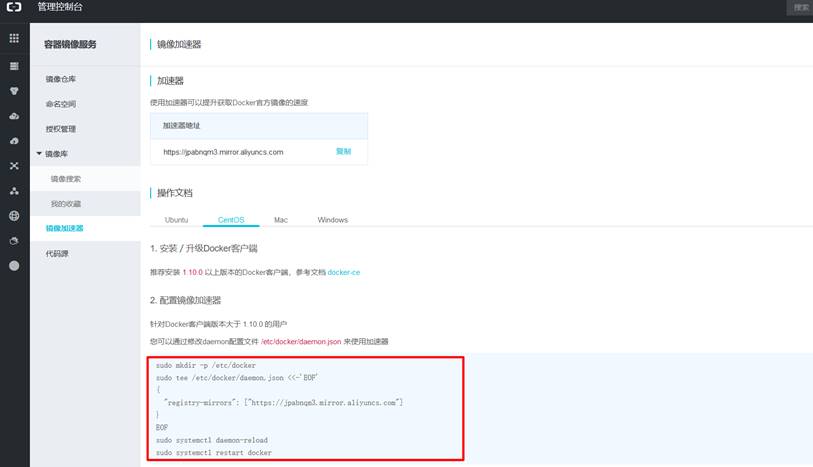 管理控制台
搜索
容器镜像服务
镜像仓库
命名空间
授权管理
镜像库
镜像搜索
我的收藏
镜像加速器
代码源
镜像加速器
加速器
使用加速器可以提升获取Docker官方镜像的速度
加速器地址
https://jpabnqm3.mirror.aliyuncs.com 复制
操作文档
Ubuntu CentOS Mac Windows
1. 安装 / 升级Docker客户端
推荐安装 1.10.0 以上版本的Docker客户端，参考文档 docker-ce
2. 配置镜像加速器
针对Docker客户端版本大于 1.10.0 的用户
您可以通过修改daemon配置文件 /etc/docker/daemon.json 来使用加速器
sudo mkdir -p /etc/docker
sudo tee /etc/docker/daemon.json <<-'EOF'
{
"registry-mirrors": ["https://jpabnqm3.mirror.aliyuncs.com"]
}
EOF
sudo systemctl daemon-reload
sudo systemctl restart docker